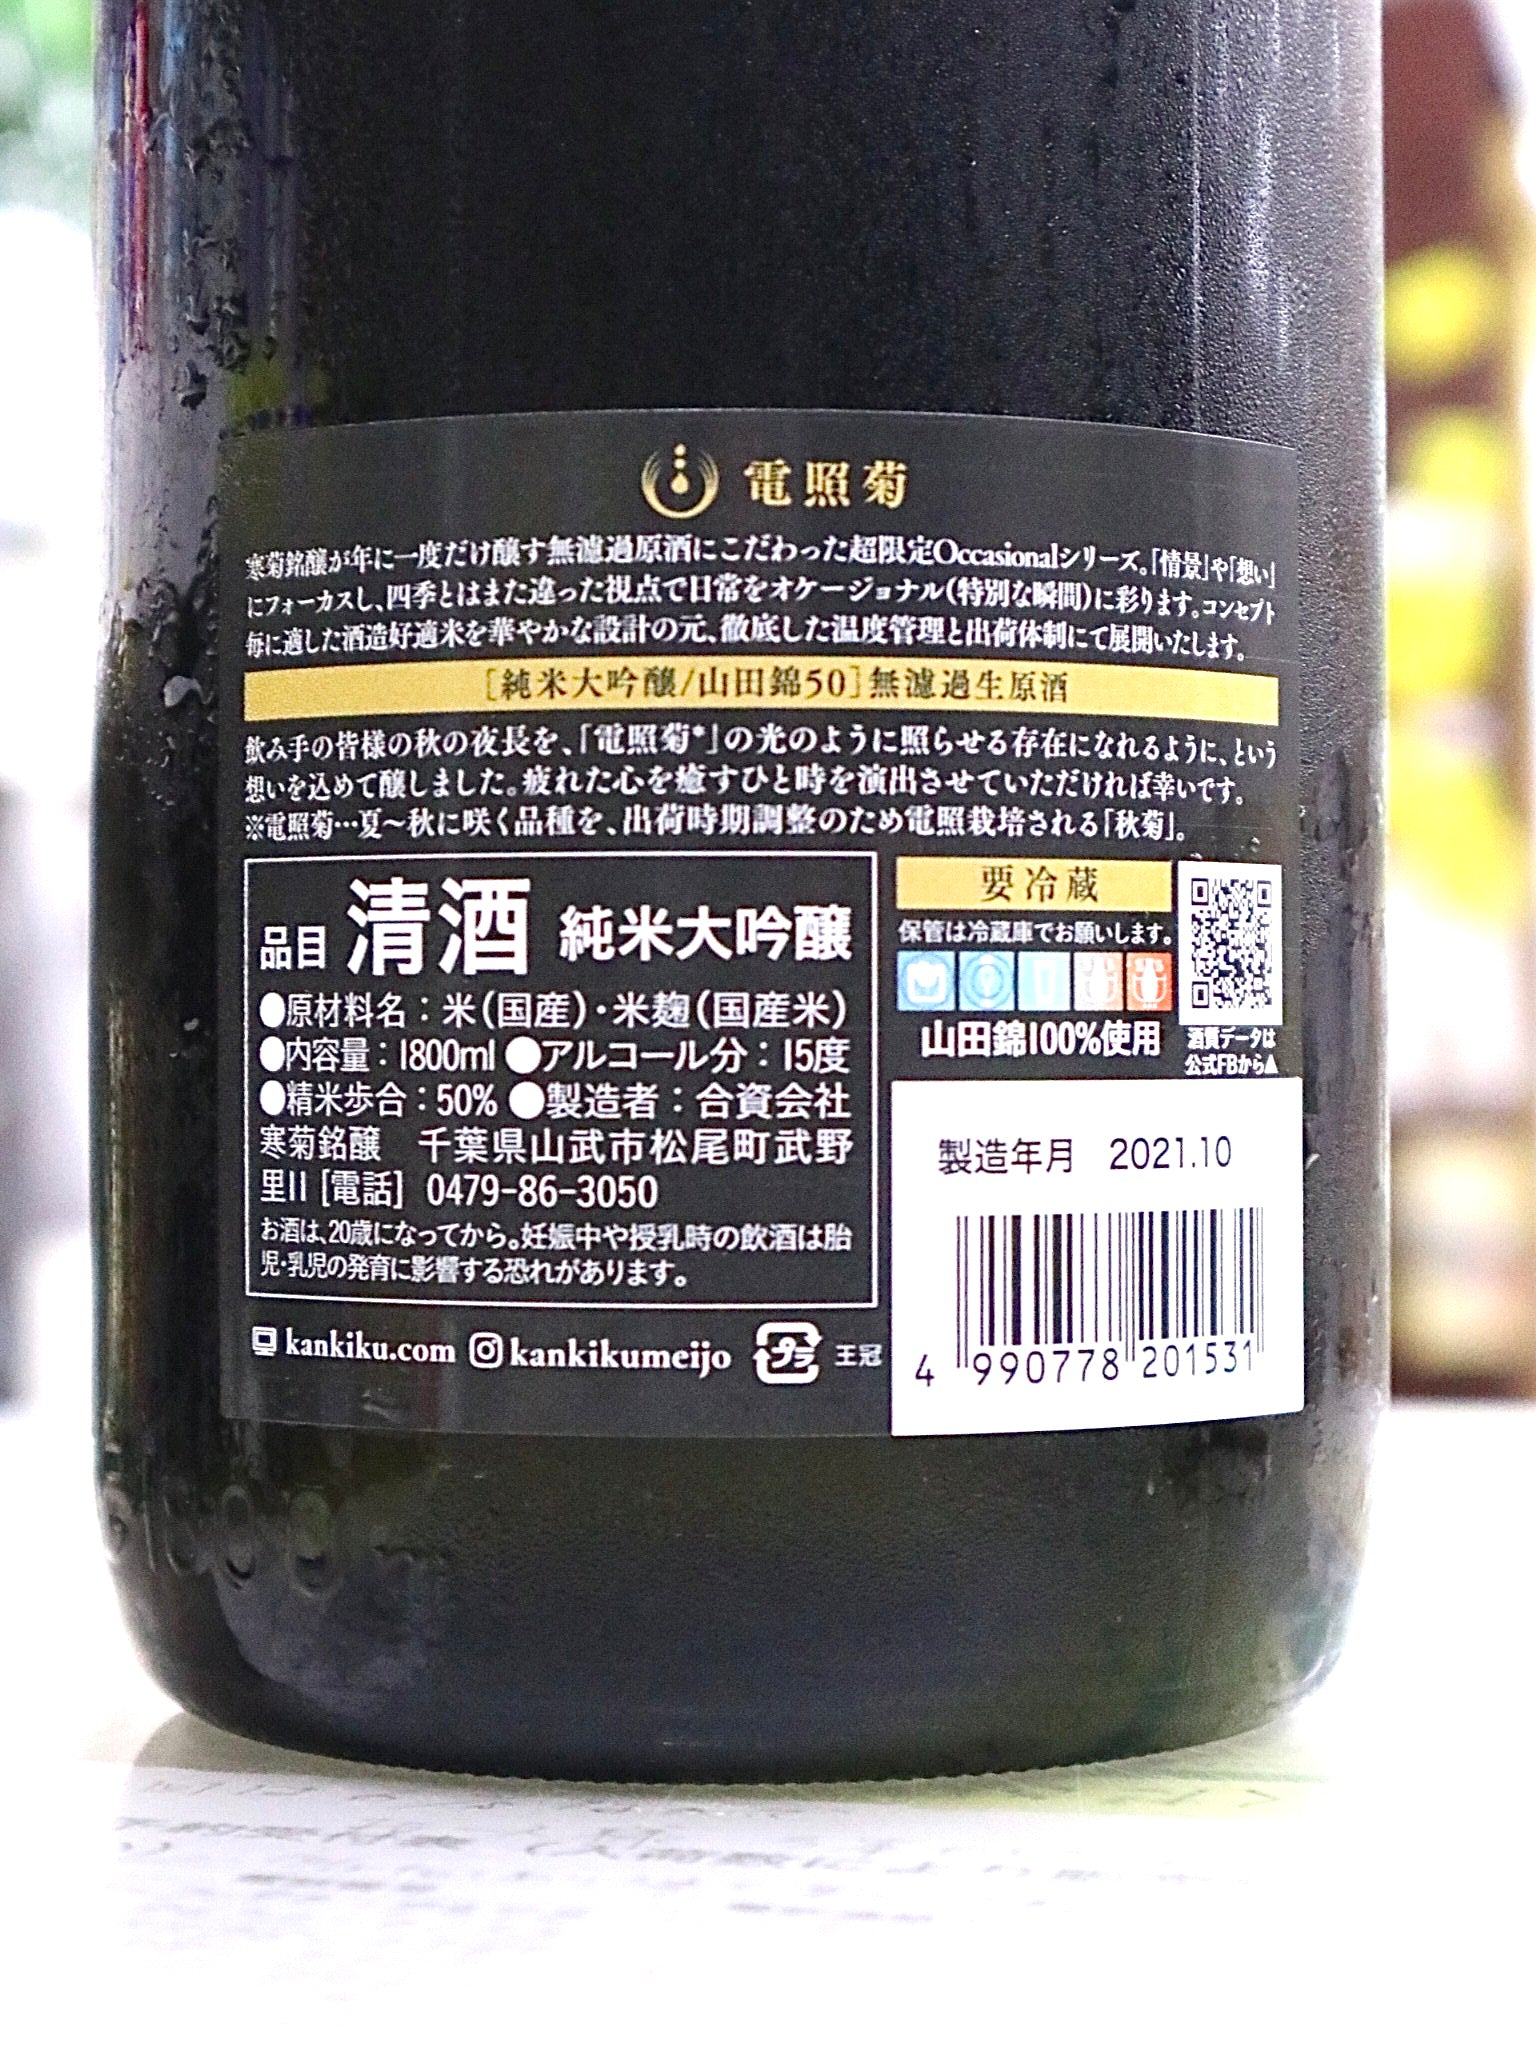 電照菊
寒菊銘醸が年に一度だけ醸す無濾過原酒にこだわった超限定Occasionalシリーズ。「情景」や「想い」
にフォーカスし、四季とはまた違った視点で日常をオケージョナル(特別な瞬間)に彩ります。コンセプト
毎に適した酒造好適米を華やかな設計の元、徹底した温度管理と出荷体制にて展開いたします。
[純米大吟醸/山田錦50]無濾過生原酒
飲み手の皆様の秋の夜長を、「電照菊*」の光のように照らせる存在になれるように、という
想いを込めて醸しました。疲れた心を癒すひと時を演出させていただければ幸いです。
※電照菊…夏～秋に咲く品種を、出荷時期調整のため電照栽培される「秋菊」。
品目 清酒 純米大吟醸
●原材料名：米(国産)・米麹(国産米)
●内容量：1800ml ●アルコール分：15度
●精米歩合：50% ●製造者：合資会社
寒菊銘醸 千葉県山武市松尾町武野
里11 [電話] 0479-86-3050
お酒は、20歳になってから。妊娠中や授乳時の飲酒は胎
児・乳児の発育に影響する恐れがあります。
要冷蔵
保管は冷蔵庫でお願いします。
山田錦100%使用
酒質データは
公式FBから▲
製造年月 2021.10
4 990778 201531
kankiku.com kankikumeijo プラ 王冠